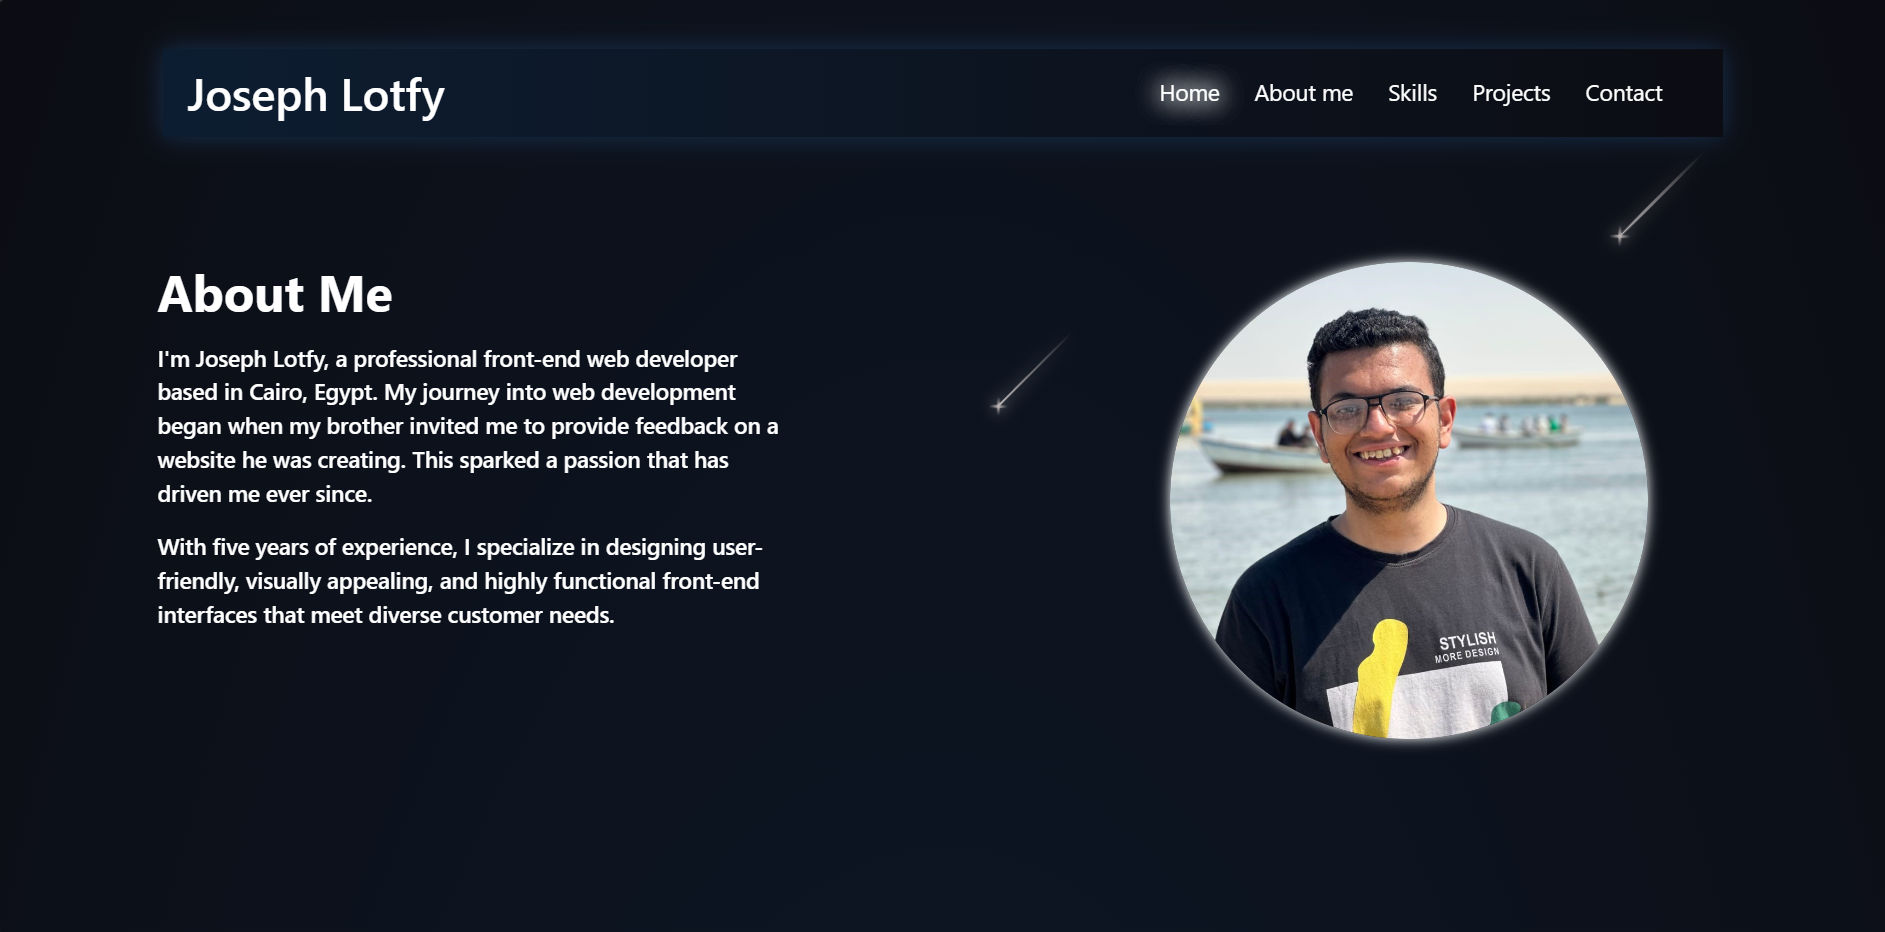 Joseph Lotfy
Home About me Skills Projects Contact
About Me
I'm Joseph Lotfy, a professional front-end web developer
based in Cairo, Egypt. My journey into web development
began when my brother invited me to provide feedback on a
website he was creating. This sparked a passion that has
driven me ever since.
With five years of experience, I specialize in designing user-
friendly, visually appealing, and highly functional front-end
interfaces that meet diverse customer needs.
STYLISH
MORE DESIGN